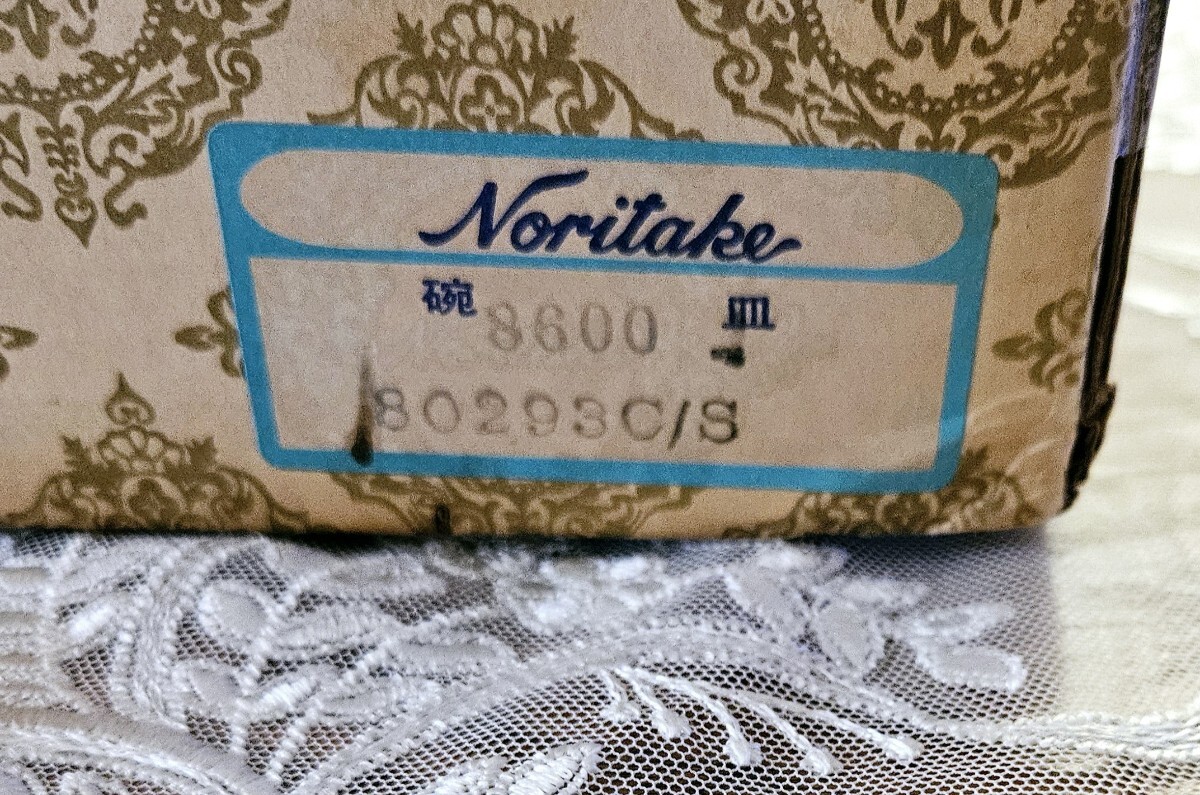 Noritake
碗 8600 皿
80293C/S